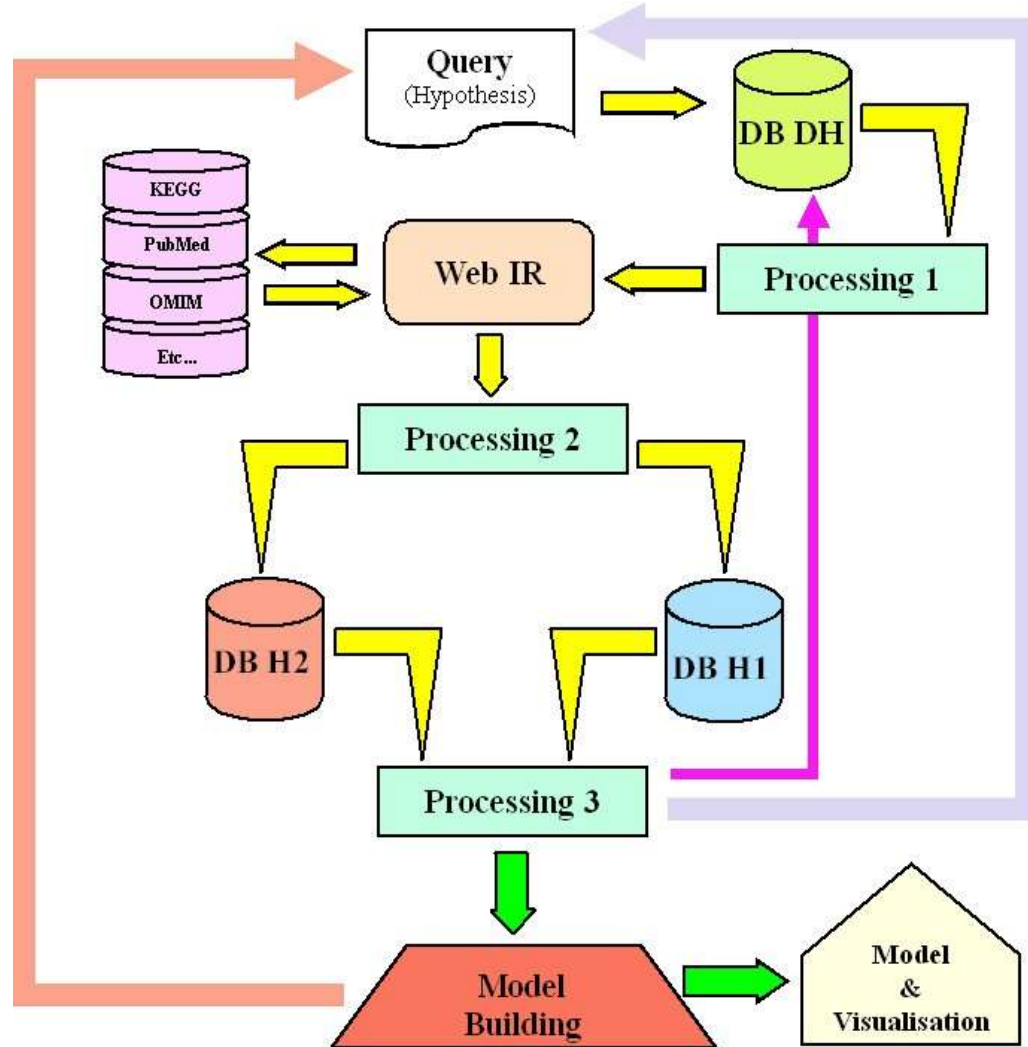 Query
(Hypothesis)
DB DH
KEGG
PubMed
OMIM
Etc...
Web IR
Processing 1
Processing 2
DB H2
DB H1
Processing 3
Model
Building
Model
&
Visualisation